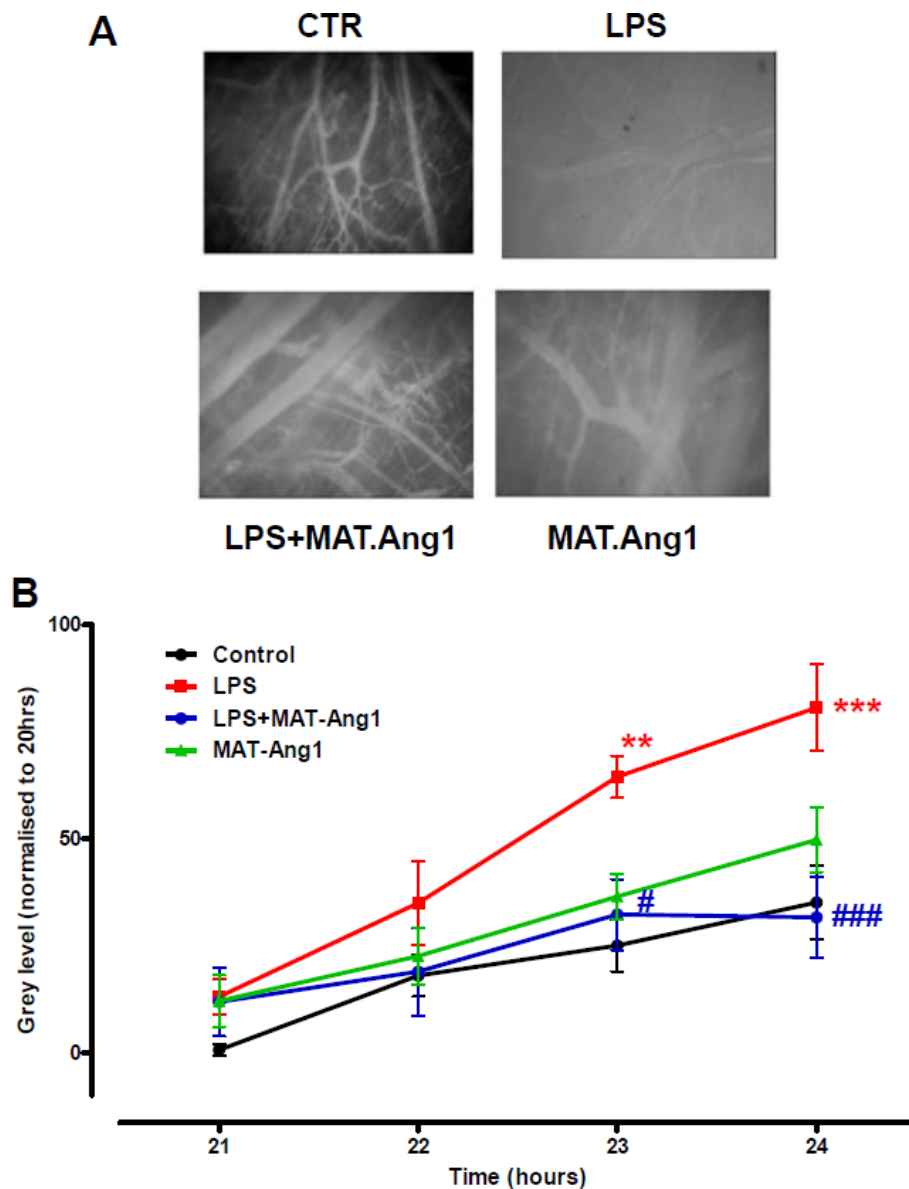 A
CTR LPS
LPS+MAT.Ang1 MAT.Ang1
B
100
Control
LPS
LPS+MAT-Ang1
MAT-Ang1
***
**
50
#
###
0
Grey level (normalised to 20hrs)
21 22 23 24
Time (hours)